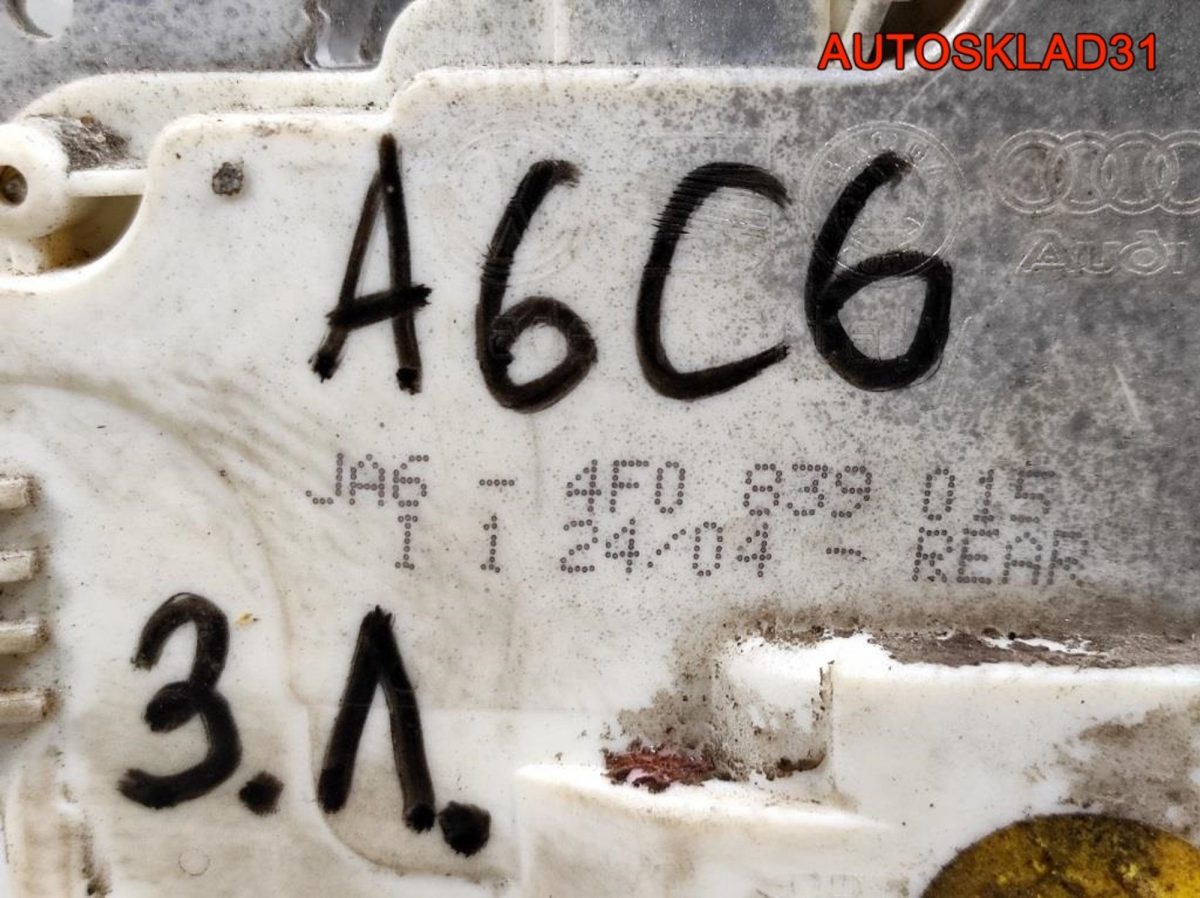 AUTOSKLAD31
Audi
A6C6
JA6 - 4F0 839 015
I 1 24/04 - REAR
З.Л.